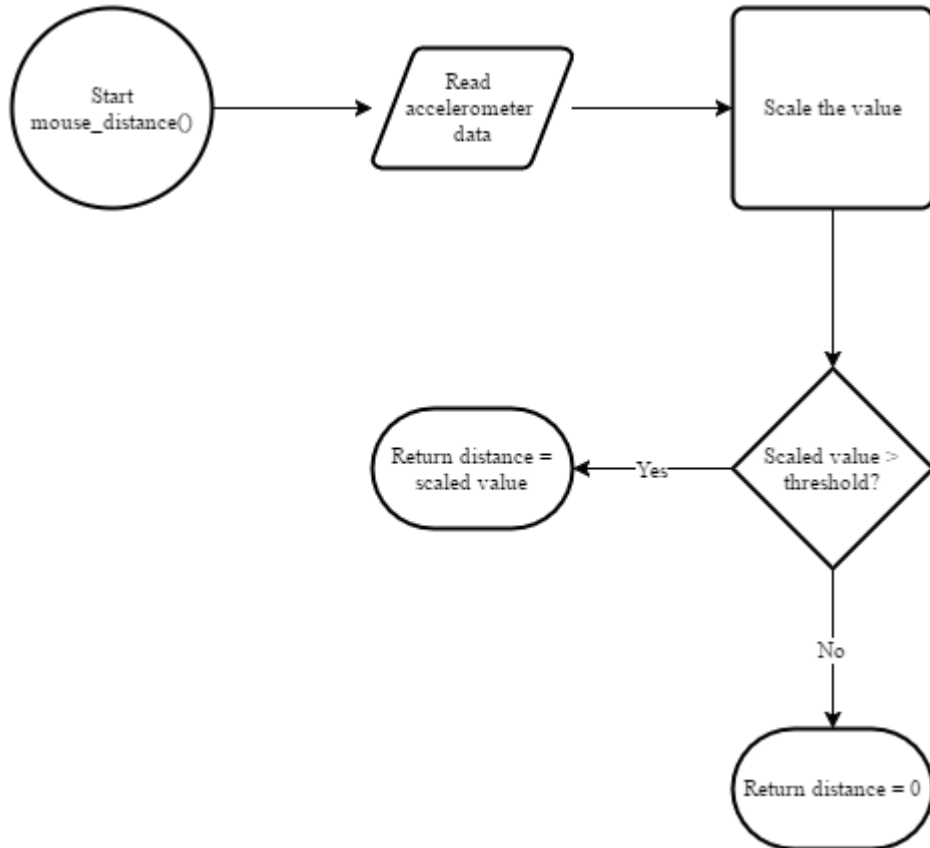 Start
mouse_distance()
Read
accelerometer
data
Scale the value
Scaled value >
threshold?
Yes
Return distance =
scaled value
No
Return distance = 0